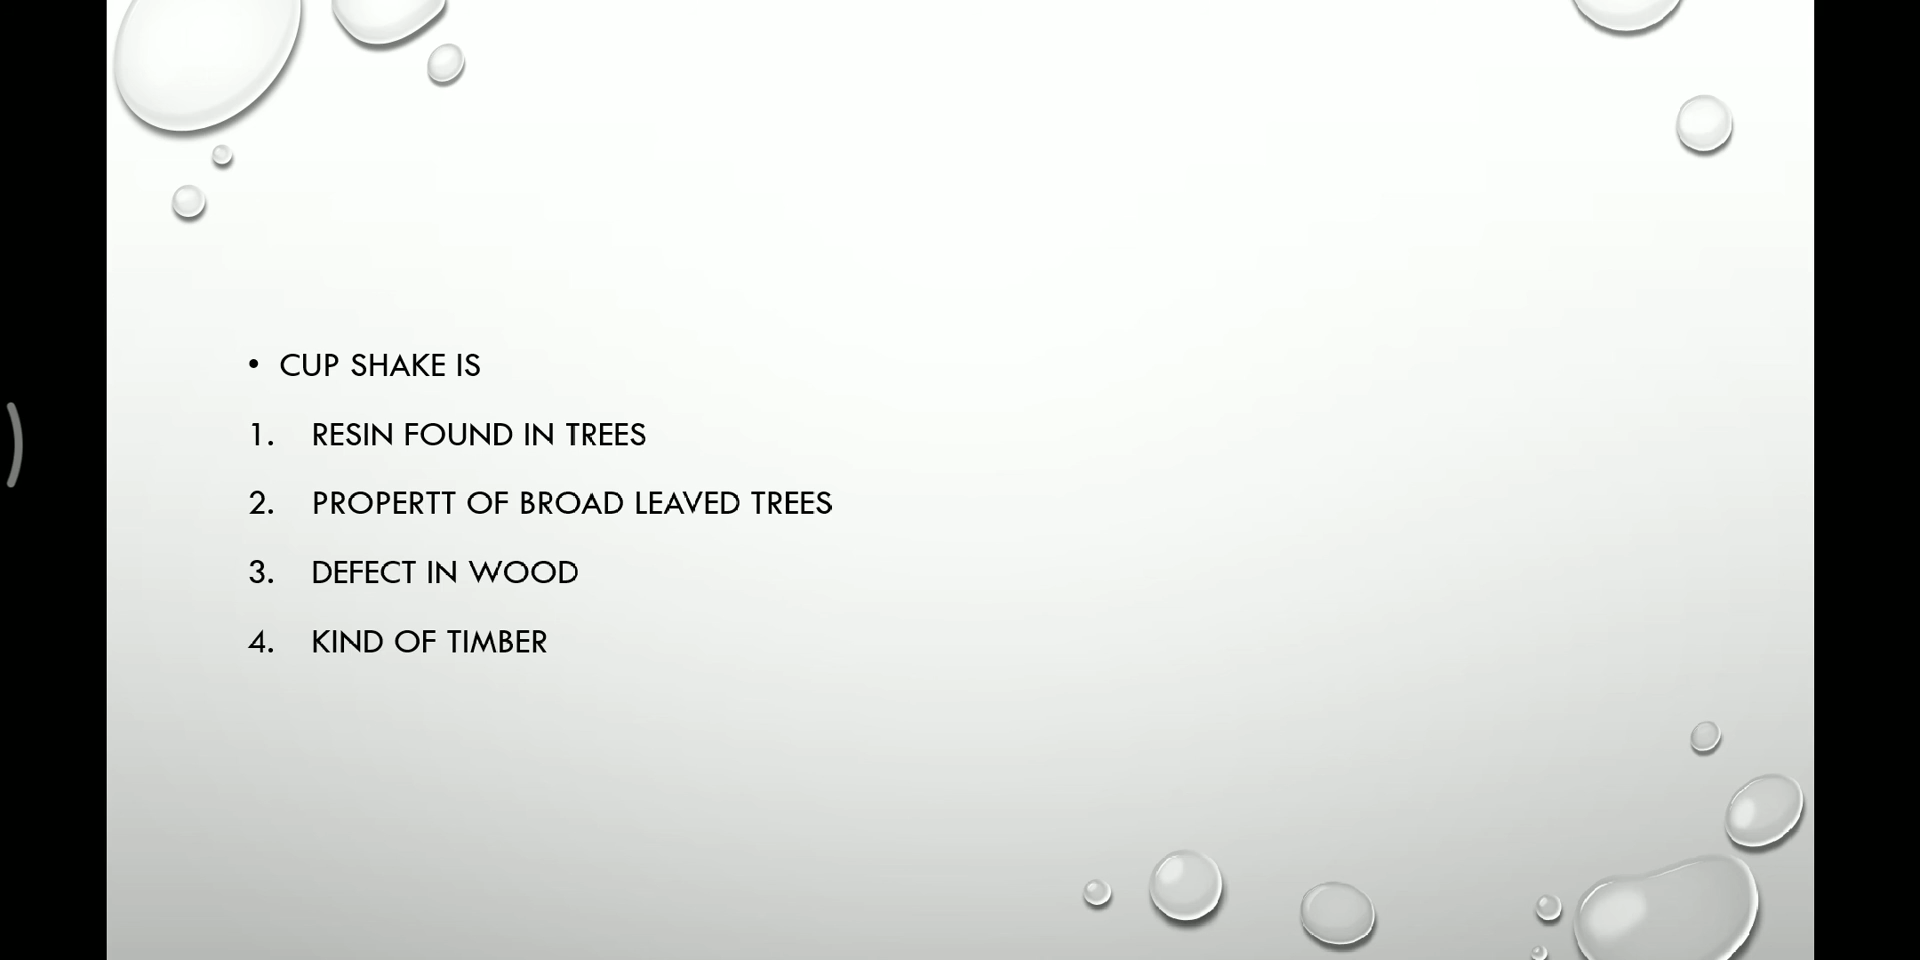 • CUP SHAKE IS
1. RESIN FOUND IN TREES
2. PROPERTT OF BROAD LEAVED TREES
3. DEFECT IN WOOD
4. KIND OF TIMBER